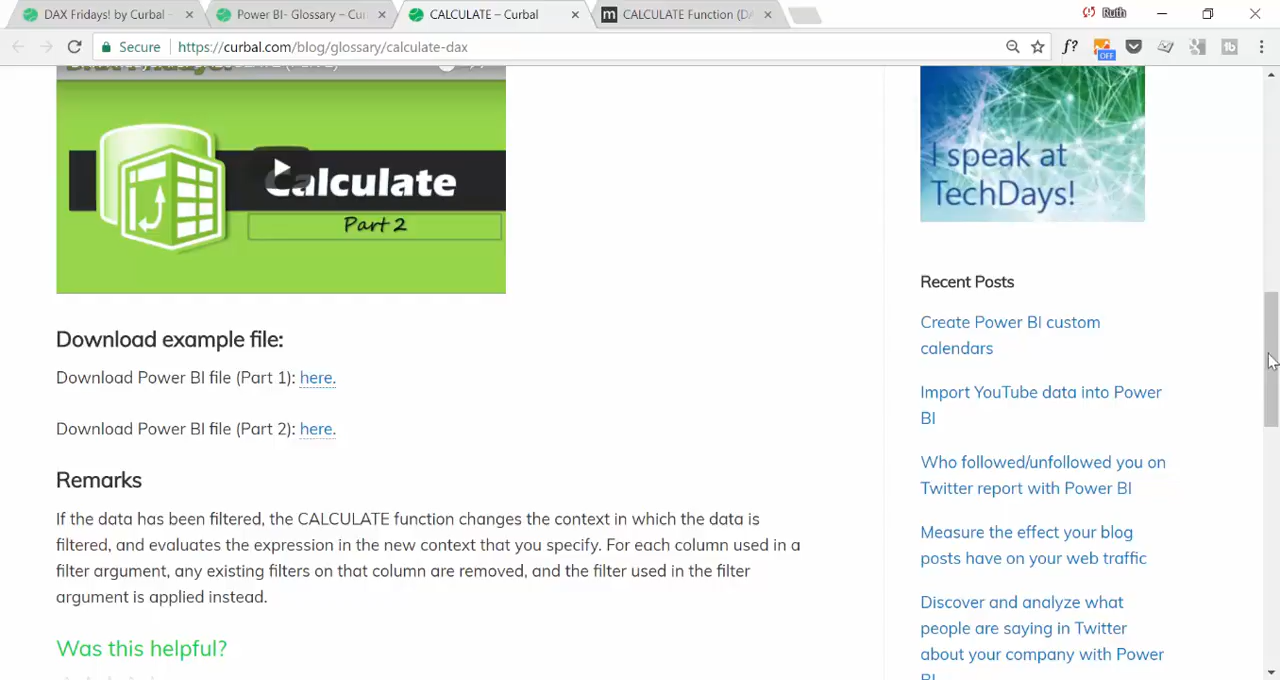 DAX Fridays! by Curbal
Power BI- Glossary – Cu
CALCULATE – Curbal
CALCULATE Function (DA
Ruth
Secure
https://curbal.com/blog/glossary/calculate-dax
f?
OFF
Calculate
Part 2
I speak at
TechDays!
Download example file:
Download Power BI file (Part 1): here.
Download Power BI file (Part 2): here.
Remarks
If the data has been filtered, the CALCULATE function changes the context in which the data is
filtered, and evaluates the expression in the new context that you specify. For each column used in a
filter argument, any existing filters on that column are removed, and the filter used in the filter
argument is applied instead.
Was this helpful?
Recent Posts
Create Power BI custom
calendars
Import YouTube data into Power
BI
Who followed/unfollowed you on
Twitter report with Power BI
Measure the effect your blog
posts have on your web traffic
Discover and analyze what
people are saying in Twitter
about your company with Power
BI